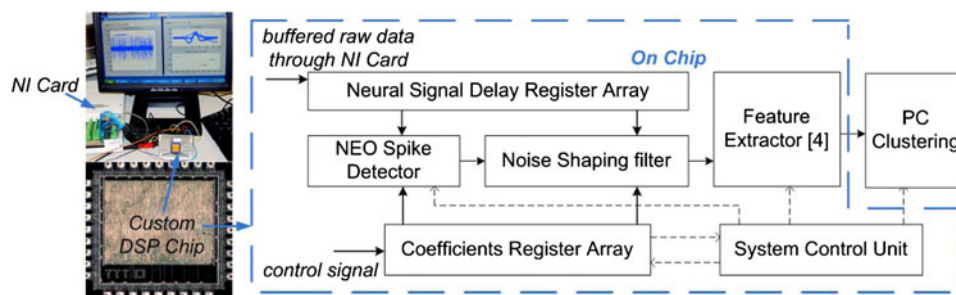 buffered raw data
through NI Card
On Chip
NI Card
Neural Signal Delay Register Array
NEO Spike
Detector
Noise Shaping filter
Feature
Extractor [4]
PC
Clustering
Custom
DSP Chip
Coefficients Register Array
System Control Unit
control signal